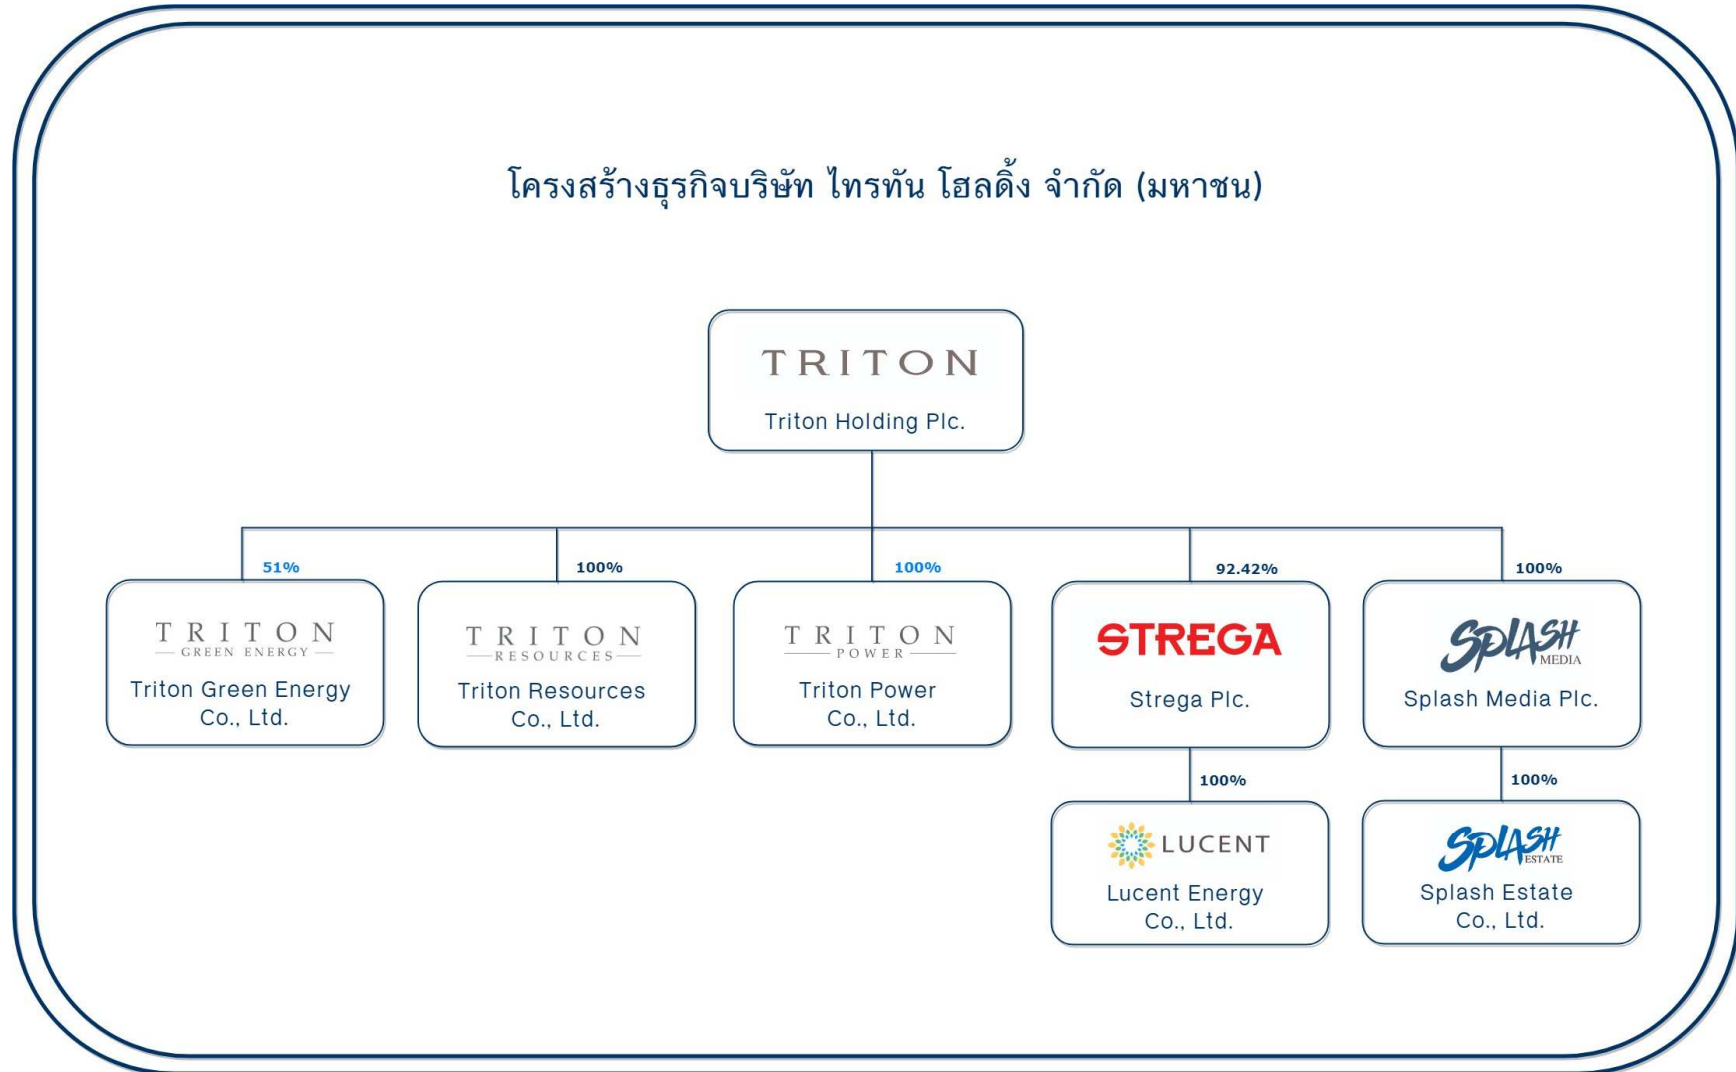 โครงสร้างธุรกิจบริษัท ไทรทัน โฮลดิ้ง จำกัด (มหาชน)
TRITON
Triton Holding Plc.
51%
100%
100%
92.42%
100%
TRITON
GREEN ENERGY
Triton Green Energy
Co., Ltd.
TRITON
RESOURCES
Triton Resources
Co., Ltd.
TRITON
POWER
Triton Power
Co., Ltd.
STREGA
Strega Plc.
SPLASH
MEDIA
Splash Media Plc.
100%
100%
LUCENT
Lucent Energy
Co., Ltd.
SPLASH
ESTATE
Splash Estate
Co., Ltd.